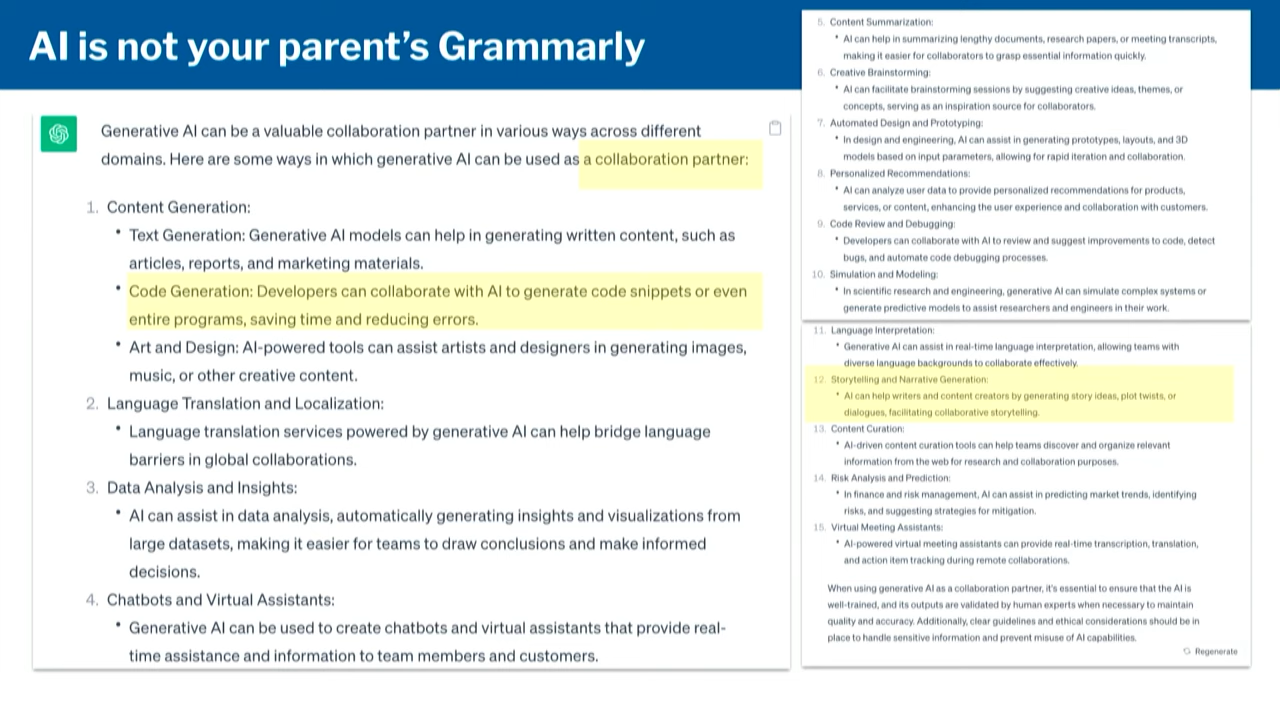 AI is not your parent's Grammarly
Generative AI can be a valuable collaboration partner in various ways across different
domains. Here are some ways in which generative AI can be used as a collaboration partner:
1. Content Generation:
• Text Generation: Generative AI models can help in generating written content, such as
articles, reports, and marketing materials.
• Code Generation: Developers can collaborate with AI to generate code snippets or even
entire programs, saving time and reducing errors.
• Art and Design: AI-powered tools can assist artists and designers in generating images,
music, or other creative content.
2. Language Translation and Localization:
• Language translation services powered by generative AI can help bridge language
barriers in global collaborations.
3. Data Analysis and Insights:
• AI can assist in data analysis, automatically generating insights and visualizations from
large datasets, making it easier for teams to draw conclusions and make informed
decisions.
4. Chatbots and Virtual Assistants:
• Generative AI can be used to create chatbots and virtual assistants that provide real-
time assistance and information to team members and customers.
5. Content Summarization:
• AI can help in summarizing lengthy documents, research papers, or meeting transcripts,
making it easier for collaborators to grasp essential information quickly.
6. Creative Brainstorming:
• AI can facilitate brainstorming sessions by suggesting creative ideas, themes, or
concepts, serving as an inspiration source for collaborators.
7. Automated Design and Prototyping:
• In design and engineering, AI can assist in generating prototypes, layouts, and 3D
models based on input parameters, allowing for rapid iteration and collaboration.
8. Personalized Recommendations:
• AI can analyze user data to provide personalized recommendations for products,
services, or content, enhancing the user experience and collaboration with customers.
9. Code Review and Debugging:
• Developers can collaborate with AI to review and suggest improvements to code, detect
bugs, and automate code debugging processes.
10. Simulation and Modeling:
• In scientific research and engineering, generative AI can simulate complex systems or
generate predictive models to assist researchers and engineers in their work.
11. Language Interpretation:
• Generative AI can assist in real-time language interpretation, allowing teams with
diverse language backgrounds to collaborate effectively.
12. Storytelling and Narrative Generation:
• AI can help writers and content creators by generating story ideas, plot twists, or
dialogues, facilitating collaborative storytelling.
13. Content Curation:
• AI-driven content curation tools can help teams discover and organize relevant
information from the web for research and collaboration purposes.
14. Risk Analysis and Prediction:
• In finance and risk management, AI can assist in predicting market trends, identifying
risks, and suggesting strategies for mitigation.
15. Virtual Meeting Assistants:
• AI-powered virtual meeting assistants can provide real-time transcription, translation,
and action item tracking during remote collaborations.
When using generative AI as a collaboration partner, it's essential to ensure that the AI is
well-trained, and its outputs are validated by human experts when necessary to maintain
quality and accuracy. Additionally, clear guidelines and ethical considerations should be in
place to handle sensitive information and prevent misuse of AI capabilities.
Regenerate